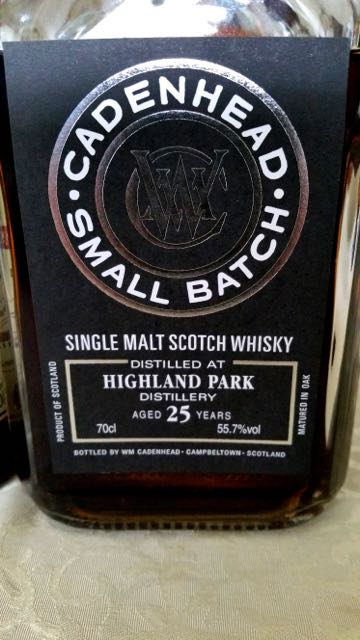 CADENHEAD
SMALL BATCH
WC
SINGLE MALT SCOTCH WHISKY
DISTILLED AT
HIGHLAND PARK
DISTILLERY
AGED 25 YEARS
70cl 55.7%vol
PRODUCT OF SCOTLAND
MATURED IN OAK
BOTTLED BY WM CADENHEAD · CAMPBELTOWN · SCOTLAND